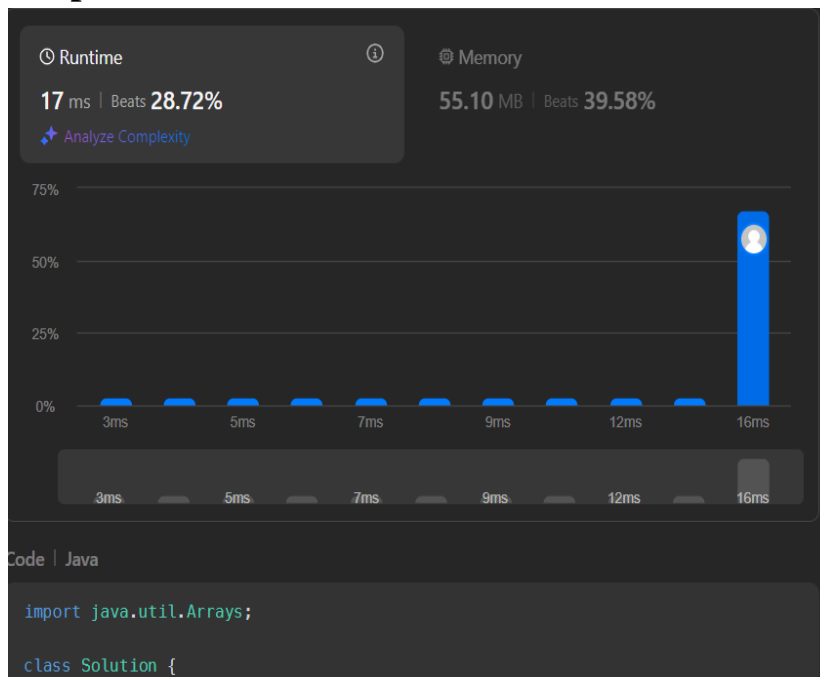 Runtime
17 ms | Beats 28.72%
Analyze Complexity
Memory
55.10 MB | Beats 39.58%
75%
50%
25%
0%
3ms 5ms 7ms 9ms 12ms 16ms
3ms 5ms 7ms 9ms 12ms 16ms
Code | Java
import java.util.Arrays;
class Solution {